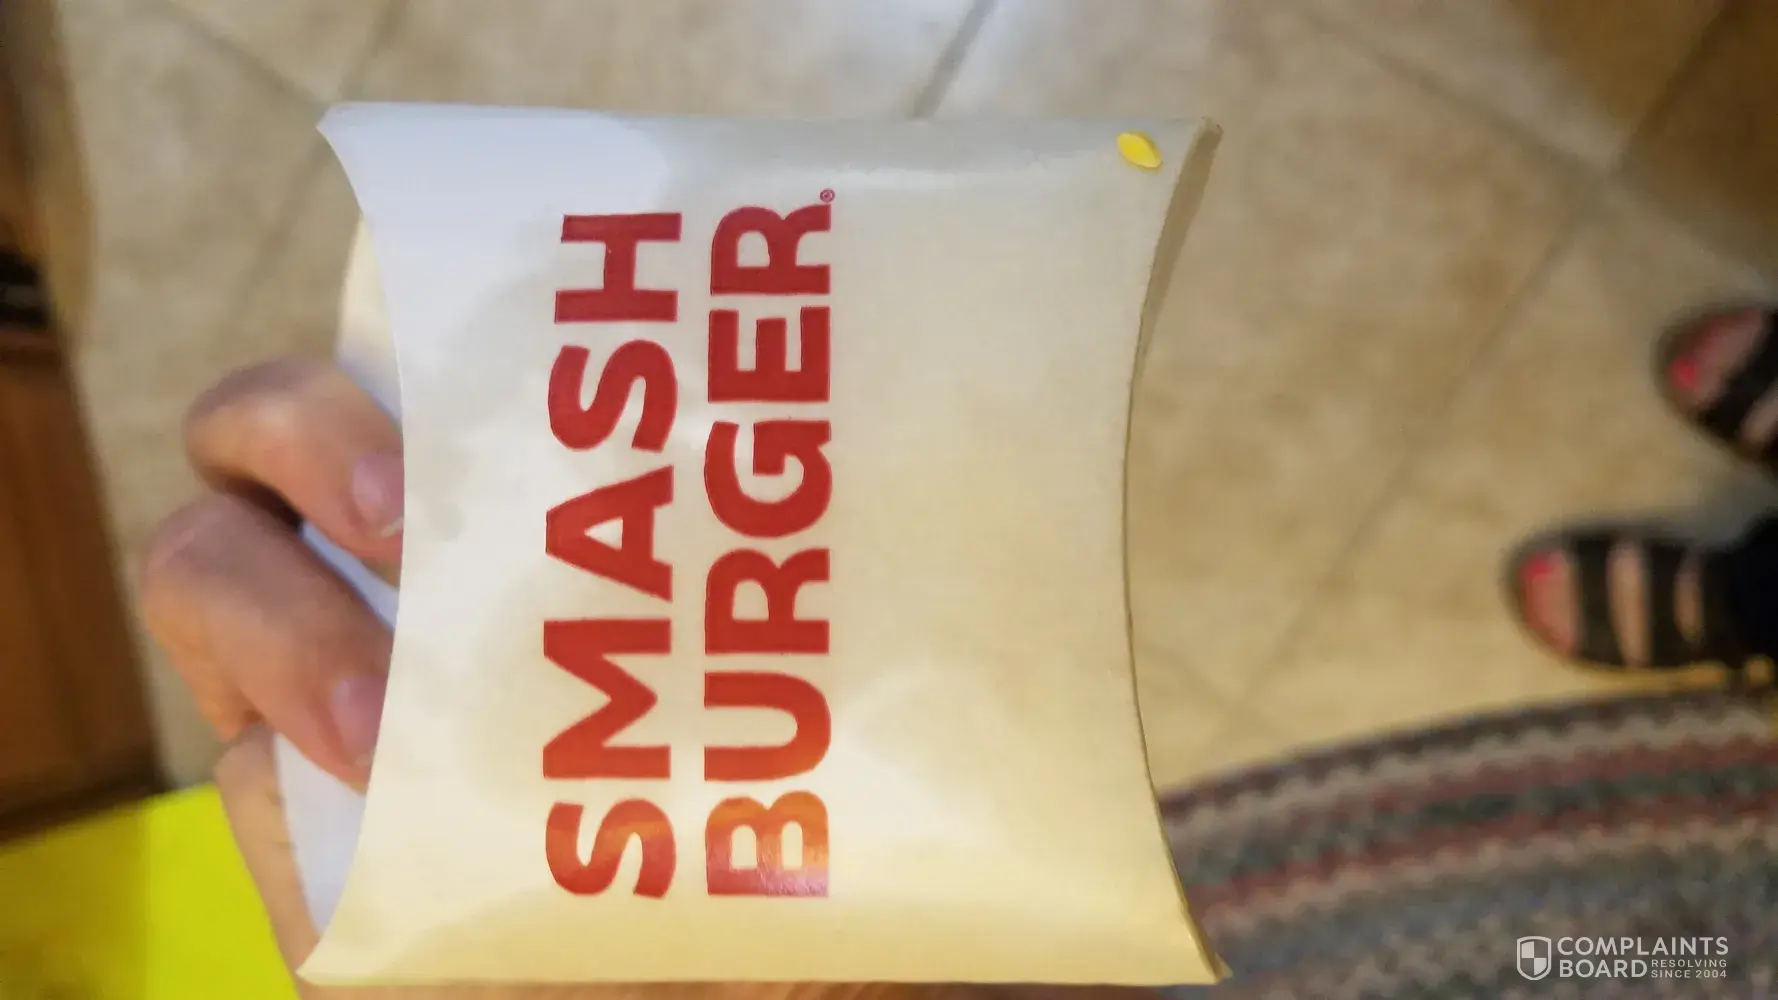 SMASH
BURGER®
COMPLAINTS
BOARD RESOLVING
SINCE 2004